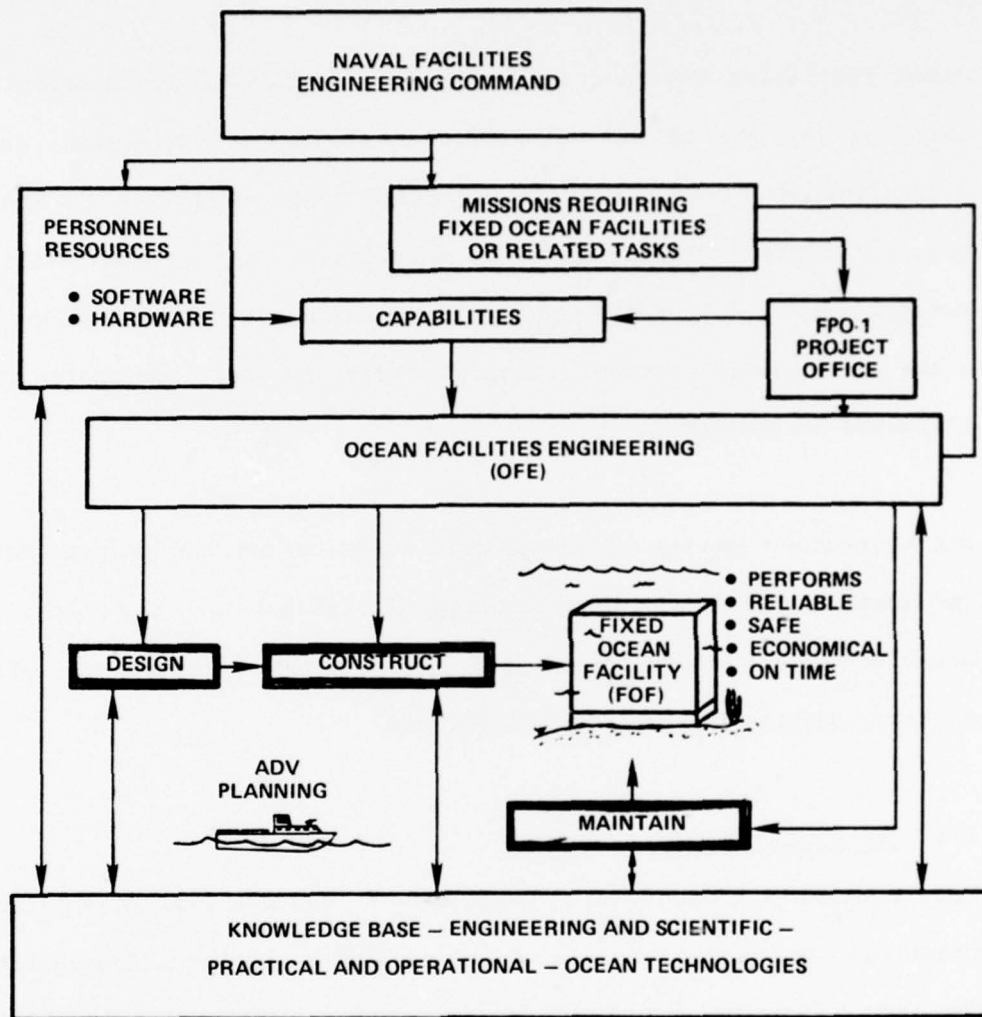 NAVAL FACILITIES
ENGINEERING COMMAND
PERSONNEL
RESOURCES
• SOFTWARE
• HARDWARE
MISSIONS REQUIRING
FIXED OCEAN FACILITIES
OR RELATED TASKS
CAPABILITIES
FPO-1
PROJECT
OFFICE
OCEAN FACILITIES ENGINEERING
(OFE)
DESIGN
CONSTRUCT
FIXED
OCEAN
FACILITY
(FOF)
• PERFORMS
• RELIABLE
• SAFE
• ECONOMICAL
• ON TIME
ADV
PLANNING
MAINTAIN
KNOWLEDGE BASE – ENGINEERING AND SCIENTIFIC –
PRACTICAL AND OPERATIONAL – OCEAN TECHNOLOGIES